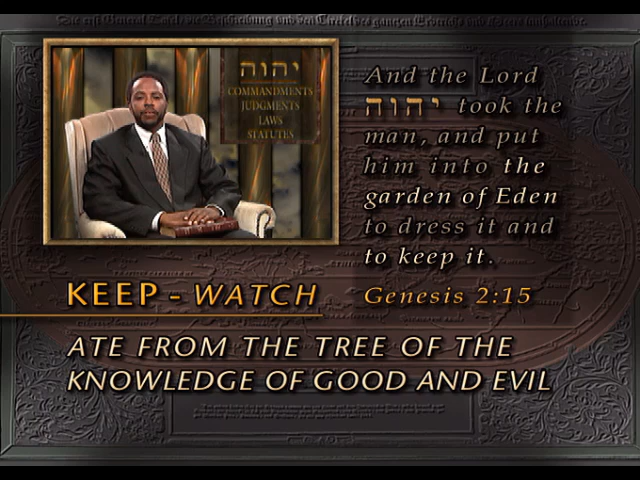 יהוה
COMMANDMENTS
JUDGMENTS
LAWS
STATUTES
And the Lord
יהוה took the
man, and put
him into the
garden of Eden
to dress it and
to keep it.
Genesis 2:15
KEEP - WATCH
ATE FROM THE TREE OF THE
KNOWLEDGE OF GOOD AND EVIL